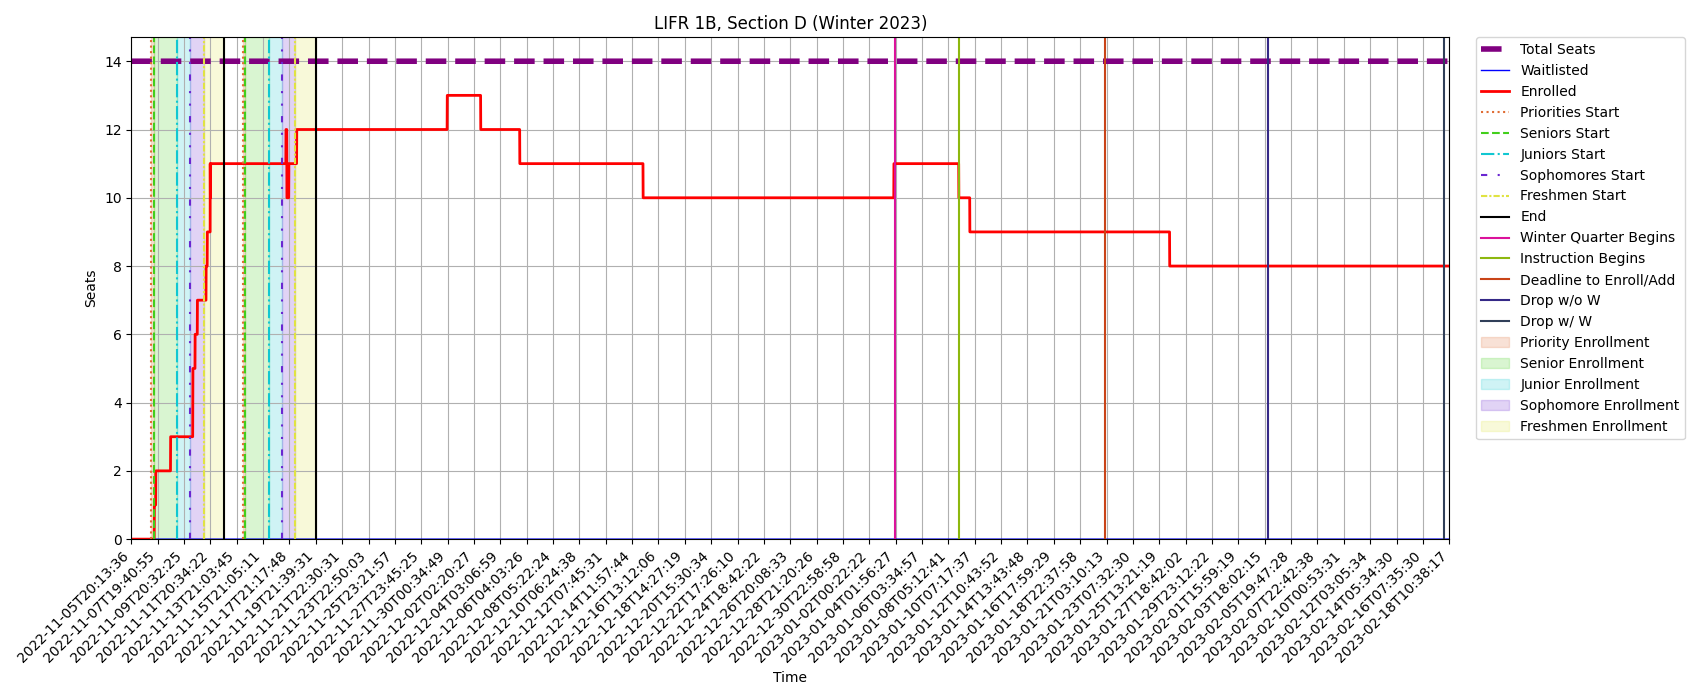 LIFR 1B, Section D (Winter 2023)
Seats
14
12
10
8
6
4
2
0
2022-11-05T20:13:36
2022-11-07T19:40:55
2022-11-09T20:32:25
2022-11-11T20:34:22
2022-11-13T21:03:45
2022-11-15T21:05:11
2022-11-17T21:17:48
2022-11-19T21:39:31
2022-11-21T22:30:31
2022-11-23T22:50:03
2022-11-25T23:21:57
2022-11-27T23:45:25
2022-11-30T00:34:49
2022-12-02T02:20:27
2022-12-04T03:06:59
2022-12-06T04:03:26
2022-12-08T05:22:24
2022-12-10T06:24:38
2022-12-12T07:45:31
2022-12-14T11:57:44
2022-12-16T13:12:06
2022-12-18T14:27:19
2022-12-20T15:30:34
2022-12-22T17:26:10
2022-12-24T18:42:22
2022-12-26T20:08:33
2022-12-28T21:20:26
2022-12-30T22:58:58
2023-01-02T00:22:22
2023-01-04T01:56:27
2023-01-06T03:34:57
2023-01-08T05:12:41
2023-01-10T07:17:37
2023-01-12T10:43:52
2023-01-14T13:43:48
2023-01-16T17:59:29
2023-01-18T22:37:58
2023-01-21T03:10:13
2023-01-23T07:32:30
2023-01-25T13:21:19
2023-01-27T18:42:02
2023-01-29T23:12:22
2023-02-01T15:59:19
2023-02-03T18:02:15
2023-02-05T19:47:28
2023-02-07T22:42:38
2023-02-10T00:53:31
2023-02-12T03:05:34
2023-02-14T05:34:30
2023-02-16T07:35:30
2023-02-18T10:38:17
Time
Total Seats
Waitlisted
Enrolled
Priorities Start
Seniors Start
Juniors Start
Sophomores Start
Freshmen Start
End
Winter Quarter Begins
Instruction Begins
Deadline to Enroll/Add
Drop w/o W
Drop w/ W
Priority Enrollment
Senior Enrollment
Junior Enrollment
Sophomore Enrollment
Freshmen Enrollment